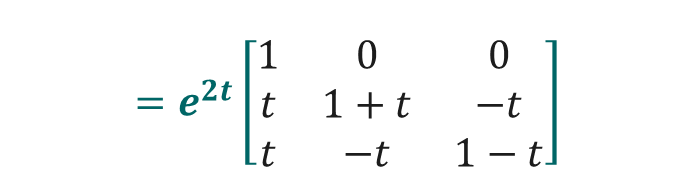 1 0 0
= e^{2t} [ t 1 + t −t ]
t −t 1 − t